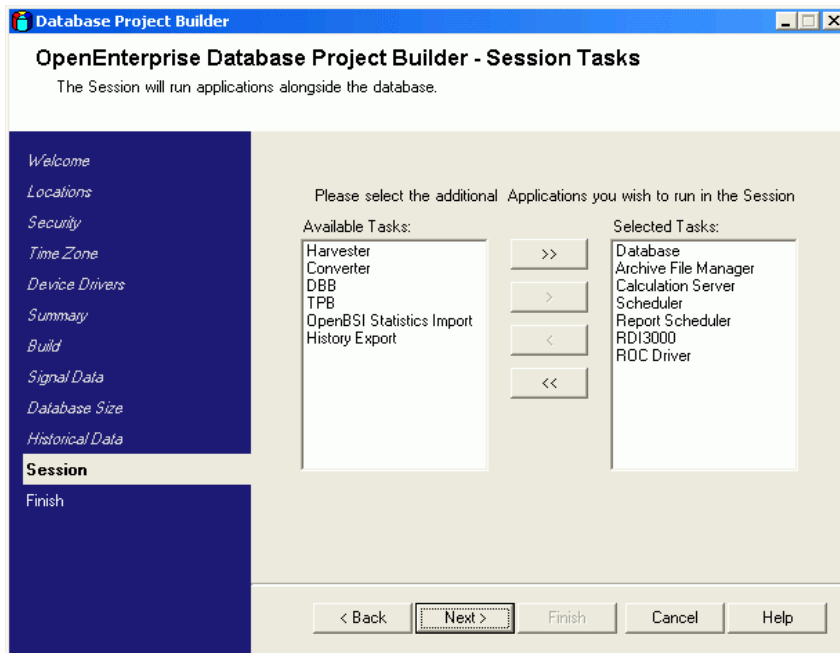 Database Project Builder
OpenEnterprise Database Project Builder - Session Tasks
The Session will run applications alongside the database.
Welcome
Locations
Security
Time Zone
Device Drivers
Summary
Build
Signal Data
Database Size
Historical Data
Session
Finish
Please select the additional Applications you wish to run in the Session
Available Tasks:
Harvester
Converter
DBB
TPB
OpenBSI Statistics Import
History Export
>>
>
<
<<
Selected Tasks:
Database
Archive File Manager
Calculation Server
Scheduler
Report Scheduler
RDI3000
ROC Driver
< Back
Next >
Finish
Cancel
Help